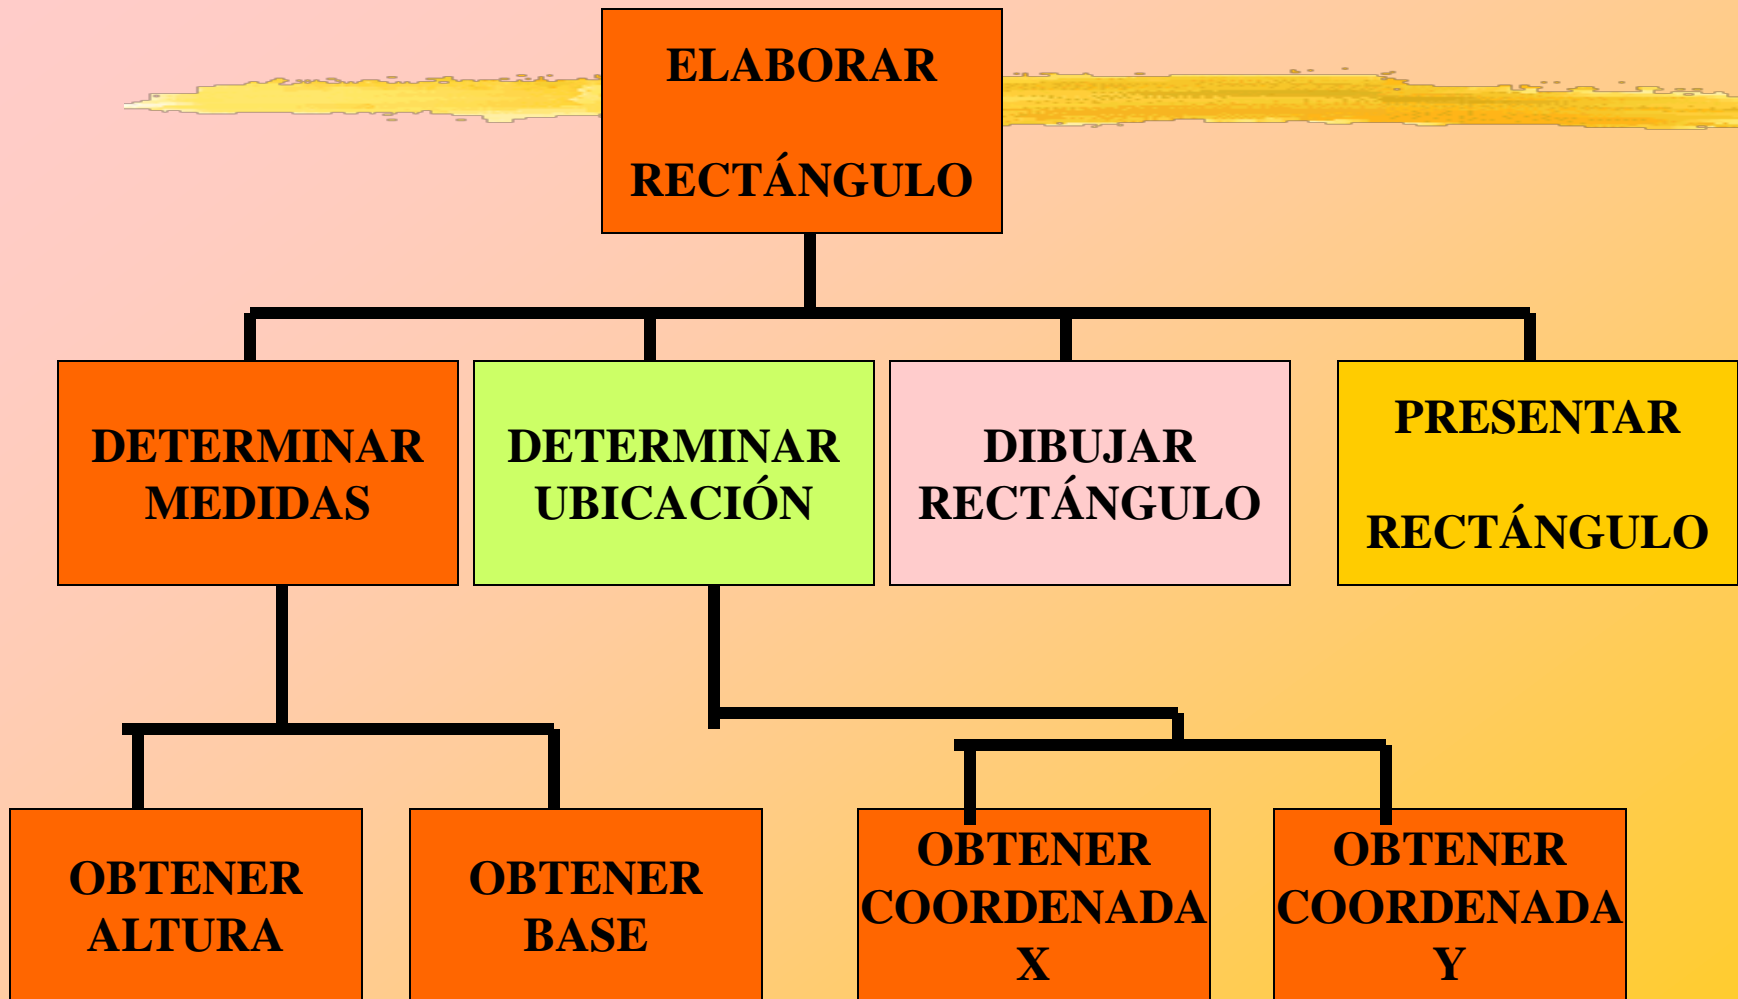 ELABORAR
RECTÁNGULO
DETERMINAR
MEDIDAS
DETERMINAR
UBICACIÓN
DIBUJAR
RECTÁNGULO
PRESENTAR
RECTÁNGULO
OBTENER
ALTURA
OBTENER
BASE
OBTENER
COORDENADA
X
OBTENER
COORDENADA
Y